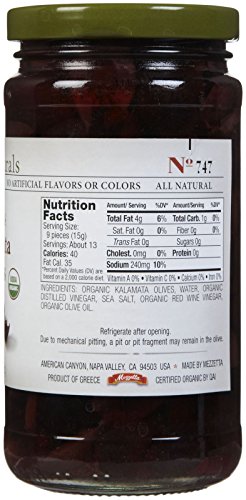 rals
Nº 747
NO ARTIFICIAL FLAVORS OR COLORS
ALL NATURAL
Nutrition
Facts
Serving Size:
9 pieces (15g)
Servings: About 13
Calories: 40
Fat Cal. 35
Percent Daily Values (DV) are
based on a 2,000 calorie diet.
Amount/ Serving %DV*
Total Fat 4g 6%
Sat. Fat 0g 0%
Trans Fat 0g
Cholest. 0mg 0%
Sodium 240mg 10%
Amount/ Serving %DV*
Total Carb. 1g 0%
Fiber 0g 0%
Sugars 0g
Protein 0g
Vitamin A 0% • Vitamin C 0% • Calcium 0% • Iron 0%
INGREDIENTS: ORGANIC KALAMATA OLIVES, WATER, ORGANIC
DISTILLED VINEGAR, SEA SALT, ORGANIC RED WINE VINEGAR,
ORGANIC OLIVE OIL.
Refrigerate after opening.
Due to mechanical pitting, a pit or pit fragment may remain in the olive.
AMERICAN CANYON, NAPA VALLEY, CA 94503 USA ★ MADE BY MEZZETTA
PRODUCT OF GREECE
Mezzetta
CERTIFIED ORGANIC BY QAI